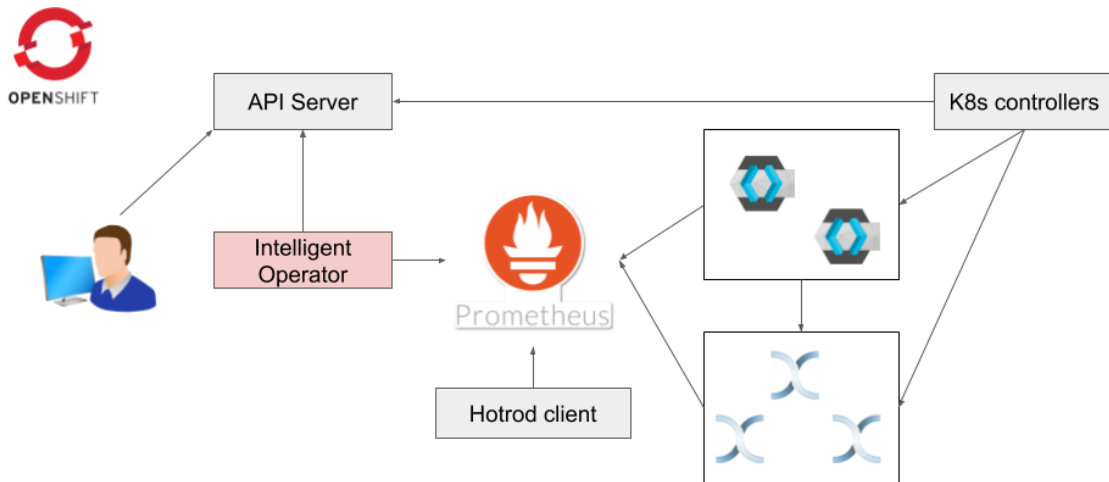 OPENSHIFT
API Server
K8s controllers
Intelligent
Operator
Prometheus
Hotrod client